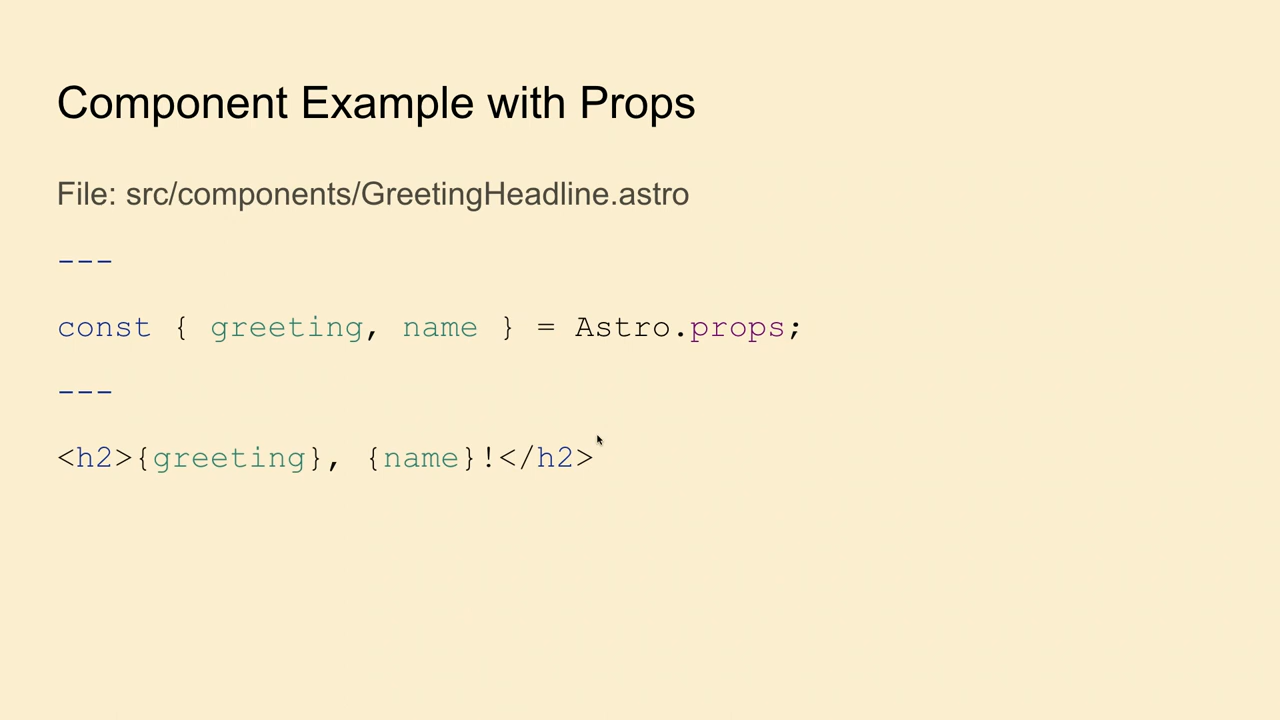 Component Example with Props
File: src/components/GreetingHeadline.astro
---
const { greeting, name } = Astro.props;
---
<h2>{greeting}, {name}!</h2>